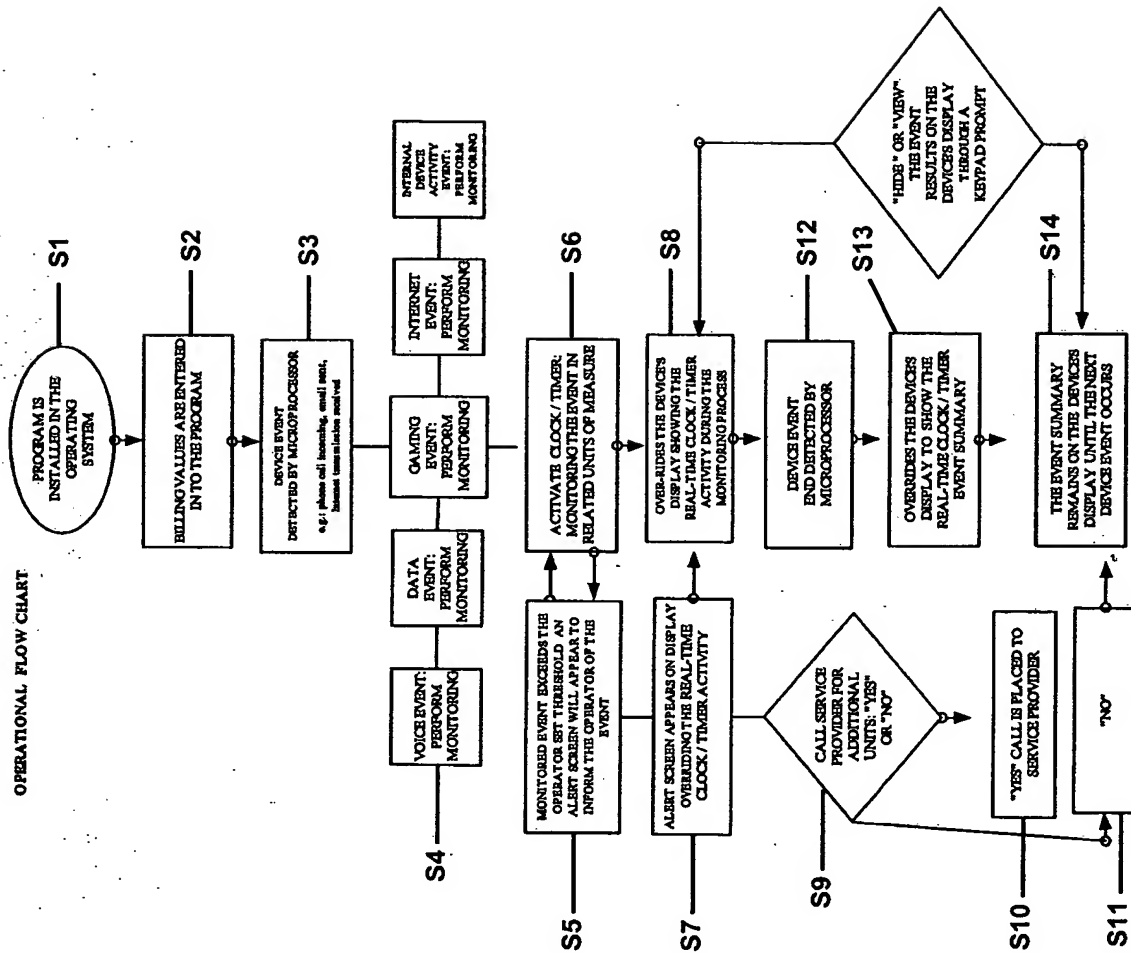 OPERATIONAL FLOW CHART
PROGRAM IS
INSTALLED IN THE
OPERATING
SYSTEM
S1
BILLING VALUES ARE ENTERED
IN TO THE PROGRAM
S2
DEVICE EVENT
DETECTED BY MICROPROCESSOR
e.g.: phone call incoming, email sent,
Internet transmission received
S3
S4
VOICE EVENT:
PERFORM
MONITORING
DATA
EVENT:
PERFORM
MONITORING
GAMING
EVENT:
PERFORM
MONITORING
INTERNET
EVENT:
PERFORM
MONITORING
INTERNAL
DEVICE
ACTIVITY
EVENT:
PERFORM
MONITORING
S5
MONITORED EVENT EXCEEDS THE
OPERATOR SET THRESHOLD AN
ALERT SCREEN WILL APPEAR TO
INFORM THE OPERATOR OF THE
EVENT
ACTIVATE CLOCK / TIMER:
MONITORING THE EVENT IN
RELATED UNITS OF MEASURE
S6
S7
ALERT SCREEN APPEARS ON DISPLAY
OVERRIDING THE REAL-TIME
CLOCK / TIMER ACTIVITY
OVER-RIDES THE DEVICE'S
DISPLAY SHOWING THE
REAL-TIME CLOCK / TIMER
ACTIVITY DURING THE
MONITORING PROCESS
S8
S9
CALL SERVICE
PROVIDER FOR
ADDITIONAL
UNITS: "YES"
OR "NO"
DEVICE EVENT
END DETECTED BY
MICROPROCESSOR
S12
OVERRIDES THE DEVICES
DISPLAY TO SHOW THE
REAL-TIME CLOCK / TIMER
EVENT SUMMARY
S13
"HIDE" OR "VIEW"
THE EVENT
RESULTS ON THE
DEVICES DISPLAY
THROUGH A
KEYPAD PROMPT
S10
"YES" CALL IS PLACED TO
SERVICE PROVIDER
S11
"NO"
THE EVENT SUMMARY
REMAINS ON THE DEVICES
DISPLAY UNTIL THE NEXT
DEVICE EVENT OCCURS
S14